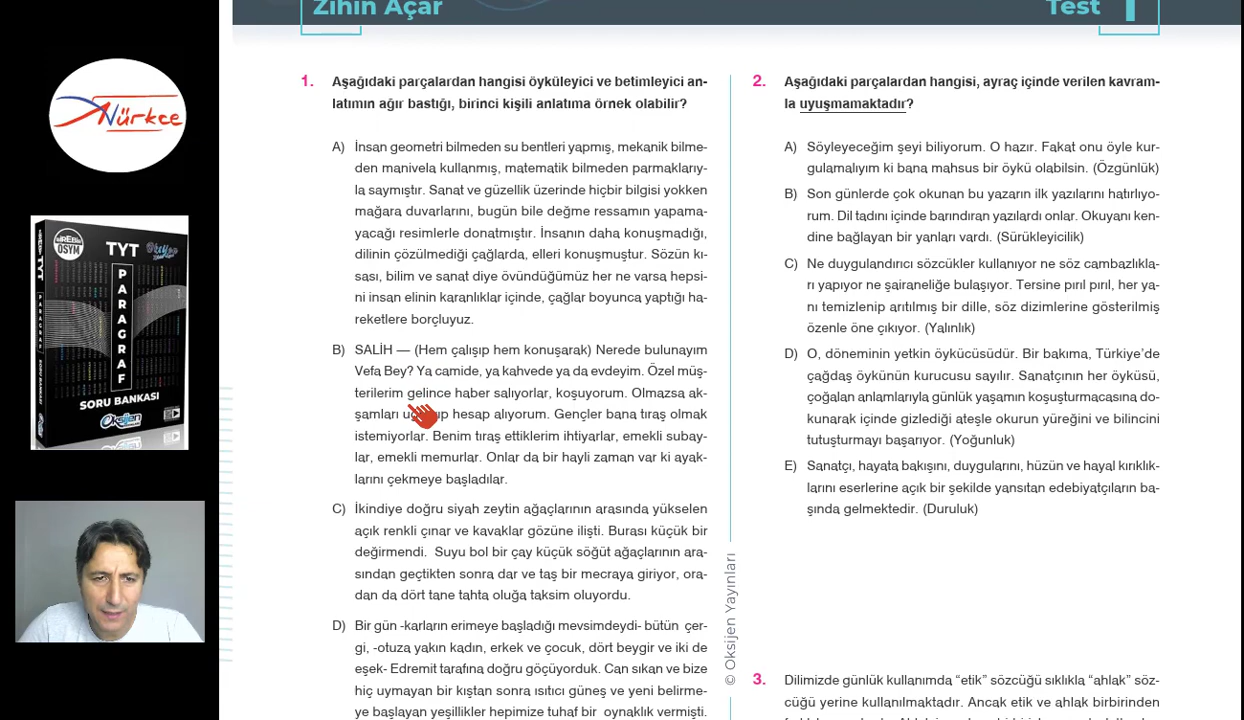 Zihin Açar
Test 1
Nürkçe
BİREBİR
ÖSYM
TYT
PARAGRAF
SORU BANKASI
Oksijen
1. Aşağıdaki parçalardan hangisi öyküleyici ve betimleyici an-
latımın ağır bastığı, birinci kişili anlatıma örnek olabilir?
A) İnsan geometri bilmeden su bentleri yapmış, mekanik bilme-
den manivela kullanmış, matematik bilmeden parmaklarıy-
la saymıştır. Sanat ve güzellik üzerinde hiçbir bilgisi yokken
mağara duvarlarını, bugün bile değme ressamın yapama-
yacağı resimlerle donatmıştır. İnsanın daha konuşmadığı,
dilinin çözülmediği çağlarda, elleri konuşmuştur. Sözün kı-
sası, bilim ve sanat diye övündüğümüz her ne varsa hepsi-
ni insan elinin karanlıklar içinde, çağlar boyunca yaptığı ha-
reketlere borçluyuz.
B) SALİH — (Hem çalışıp hem konuşarak) Nerede bulunayım
Vefa Bey? Ya camide, ya kahvede ya da evdeyim. Özel müş-
terilerim gelince haber salıyorlar, koşuyorum. Olmazsa ak-
şamları hesap alıyorum. Gençler bana tıraş olmak
istemiyorlar. Benim tıraş ettiklerim ihtiyarlar, emekli subay-
lar, emekli memurlar. Onlar da bir hayli zaman var ki ayak-
larını çekmeye başladılar.
C) İkindiye doğru siyah zeytin ağaçlarının arasında yükselen
açık renkli çınar ve kavaklar gözüne ilişti. Burası küçük bir
değirmendi. Suyu bol bir çay küçük söğüt ağaçlarının ara-
sından geçtikten sonra dar ve taş bir mecraya giriyor, ora-
dan da dört tane tahta oluğa taksim oluyordu.
D) Bir gün -karların erimeye başladığı mevsimdeydi- bütün çer-
gi, -otuza yakın kadın, erkek ve çocuk, dört beygir ve iki de
eşek- Edremit tarafına doğru göçüyorduk. Can sıkan ve bize
hiç uymayan bir kıştan sonra ısıtıcı güneş ve yeni belirme-
ye başlayan yeşillikler hepimize tuhaf bir oynaklık vermişti.
© Oksijen Yayınları
2. Aşağıdaki parçalardan hangisi, ayraç içinde verilen kavram-
la uyuşmamaktadır?
A) Söyleyeceğim şeyi biliyorum. O hazır. Fakat onu öyle kur-
gulamalıyım ki bana mahsus bir öykü olabilsin. (Özgünlük)
B) Son günlerde çok okunan bu yazarın ilk yazılarını hatırlıyo-
rum. Dil tadını içinde barındıran yazılardı onlar. Okuyanı ken-
dine bağlayan bir yanları vardı. (Sürükleyicilik)
C) Ne duygulandırıcı sözcükler kullanıyor ne söz cambazlıkla-
rı yapıyor ne şairaneliğe bulaşıyor. Tersine pırıl pırıl, her ya-
nı temizlenip arıtılmış bir dille, söz dizimlerine gösterilmiş
özenle öne çıkıyor. (Yalınlık)
D) O, döneminin yetkin öykücüsüdür. Bir bakıma, Türkiye'de
çağdaş öykünün kurucusu sayılır. Sanatçının her öyküsü,
çoğalan anlamlarıyla günlük yaşamın koşuşturmacasına do-
kunarak içinde gizlediği ateşle okurun yüreğini ve bilincini
tutuşturmayı başarıyor. (Yoğunluk)
E) Sanatçı, hayata bakışını, duygularını, hüzün ve hayal kırıklık-
larını eserlerine açık bir şekilde yansıtan edebiyatçıların ba-
şında gelmektedir. (Duruluk)
3. Dilimizde günlük kullanımda “etik” sözcüğü sıklıkla “ahlak” söz-
cüğü yerine kullanılmaktadır. Ancak etik ve ahlak birbirinden